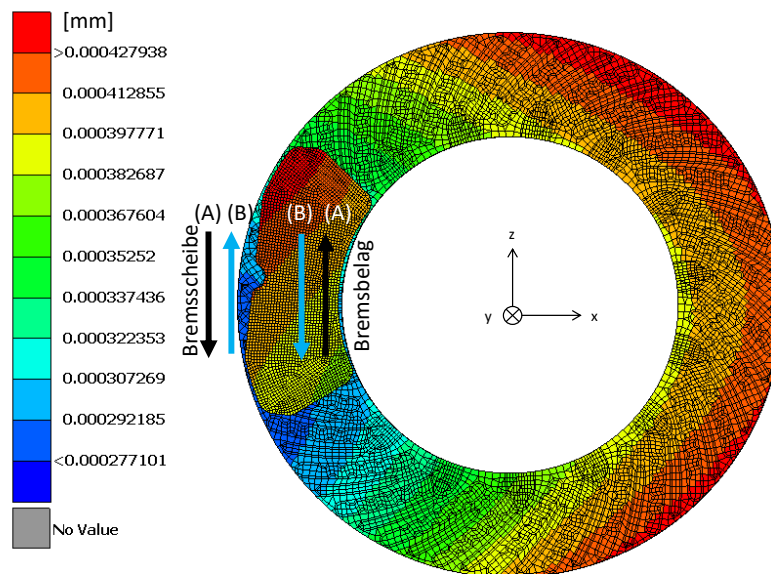 [mm]
>0.000427938
0.000412855
0.000397771
0.000382687
0.000367604
0.00035252
0.000337436
0.000322353
0.000307269
0.000292185
<0.000277101
No Value
(A) (B) (B) (A)
Bremsscheibe
Bremsbelag
z
y
x